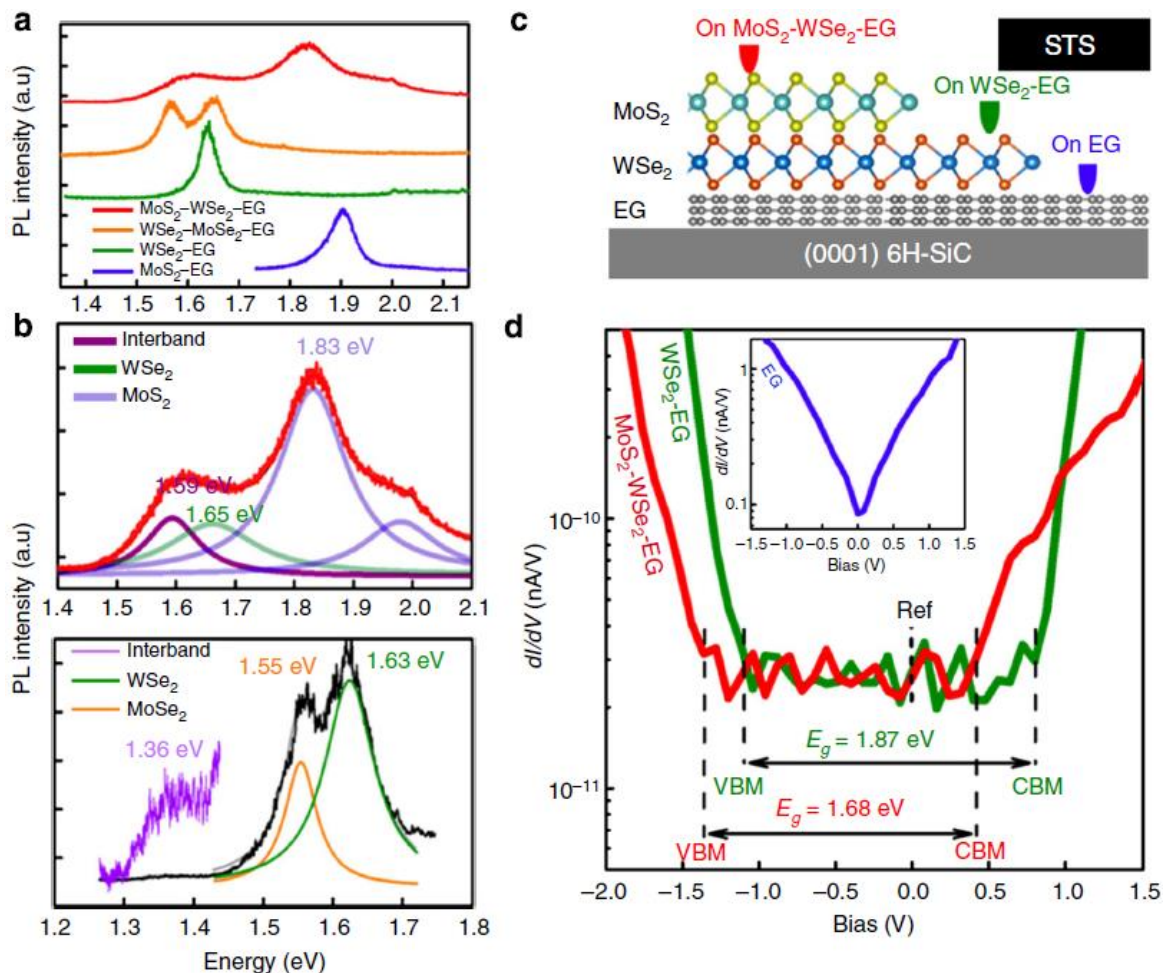 a
PL intensity (a.u)
MoS₂–WSe₂–EG
WSe₂–MoSe₂–EG
WSe₂–EG
MoS₂–EG
1.4 1.5 1.6 1.7 1.8 1.9 2.0 2.1
b
Interband
WSe₂
MoS₂
1.83 eV
1.59 eV
1.65 eV
1.4 1.5 1.6 1.7 1.8 1.9 2.0 2.1
PL intensity (a.u)
Interband
WSe₂
MoSe₂
1.55 eV
1.63 eV
1.36 eV
1.2 1.3 1.4 1.5 1.6 1.7 1.8
Energy (eV)
c
On MoS₂-WSe₂-EG
STS
On WSe₂-EG
On EG
MoS₂
WSe₂
EG
(0001) 6H-SiC
d
dI/dV (nA/V)
10⁻¹⁰
10⁻¹¹
MoS₂-WSe₂-EG
WSe₂-EG
EG
dI/dV (nA/V)
1
0.1
−1.5 −1.0 −0.5 0.0 0.5 1.0 1.5
Bias (V)
Ref
E_g = 1.87 eV
VBM
CBM
E_g = 1.68 eV
VBM
CBM
−2.0 −1.5 −1.0 −0.5 0.0 0.5 1.0 1.5
Bias (V)